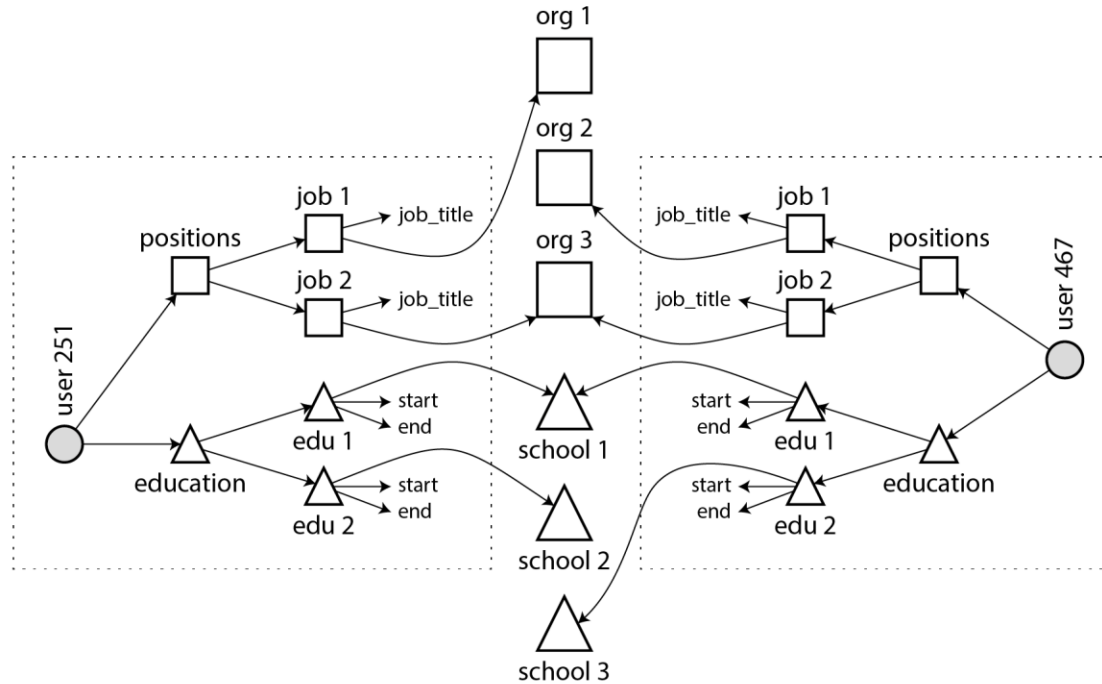 org 1
org 2
org 3
positions
job 1
job_title
job 2
job_title
user 251
education
edu 1
start
end
edu 2
start
end
school 1
school 2
school 3
job 1
job_title
positions
job 2
job_title
user 467
edu 1
start
end
education
edu 2
start
end